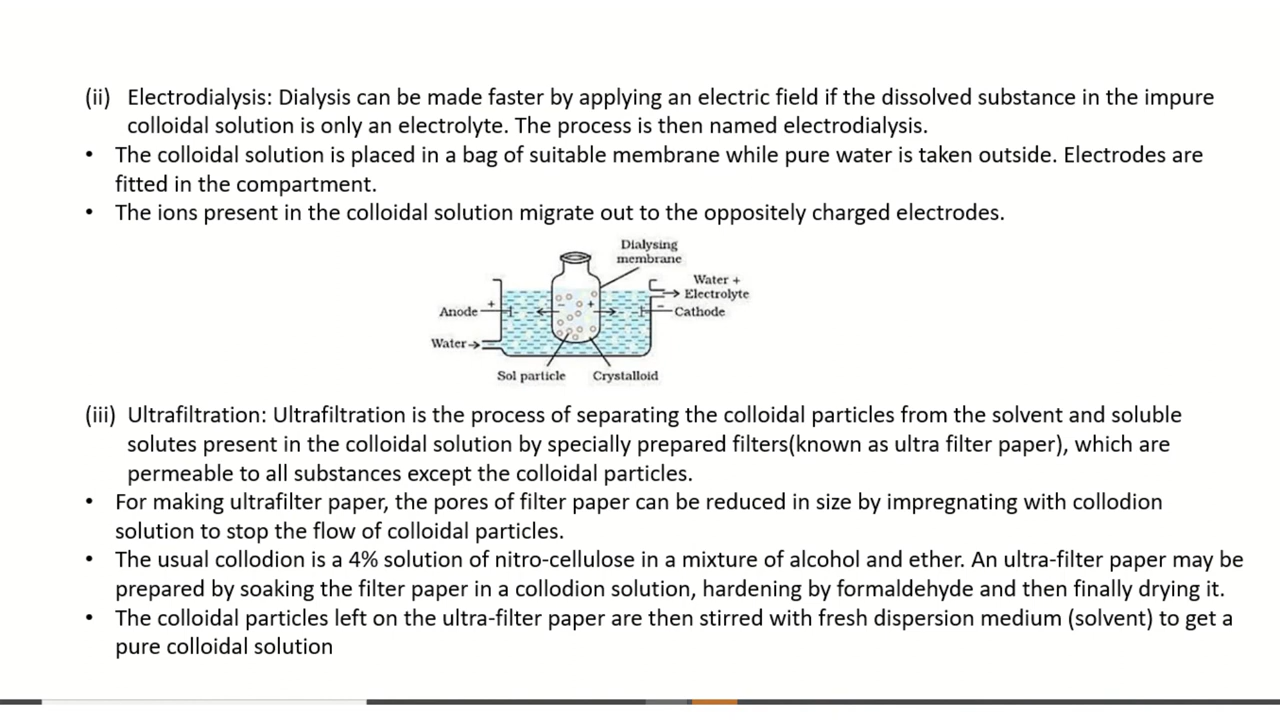 (ii) Electrodialysis: Dialysis can be made faster by applying an electric field if the dissolved substance in the impure
colloidal solution is only an electrolyte. The process is then named electrodialysis.
• The colloidal solution is placed in a bag of suitable membrane while pure water is taken outside. Electrodes are
fitted in the compartment.
• The ions present in the colloidal solution migrate out to the oppositely charged electrodes.
Dialysing
membrane
Water +
Electrolyte
Anode
+
−
+
−
Cathode
Water
Sol particle
Crystalloid
(iii) Ultrafiltration: Ultrafiltration is the process of separating the colloidal particles from the solvent and soluble
solutes present in the colloidal solution by specially prepared filters(known as ultra filter paper), which are
permeable to all substances except the colloidal particles.
• For making ultrafilter paper, the pores of filter paper can be reduced in size by impregnating with collodion
solution to stop the flow of colloidal particles.
• The usual collodion is a 4% solution of nitro-cellulose in a mixture of alcohol and ether. An ultra-filter paper may be
prepared by soaking the filter paper in a collodion solution, hardening by formaldehyde and then finally drying it.
• The colloidal particles left on the ultra-filter paper are then stirred with fresh dispersion medium (solvent) to get a
pure colloidal solution